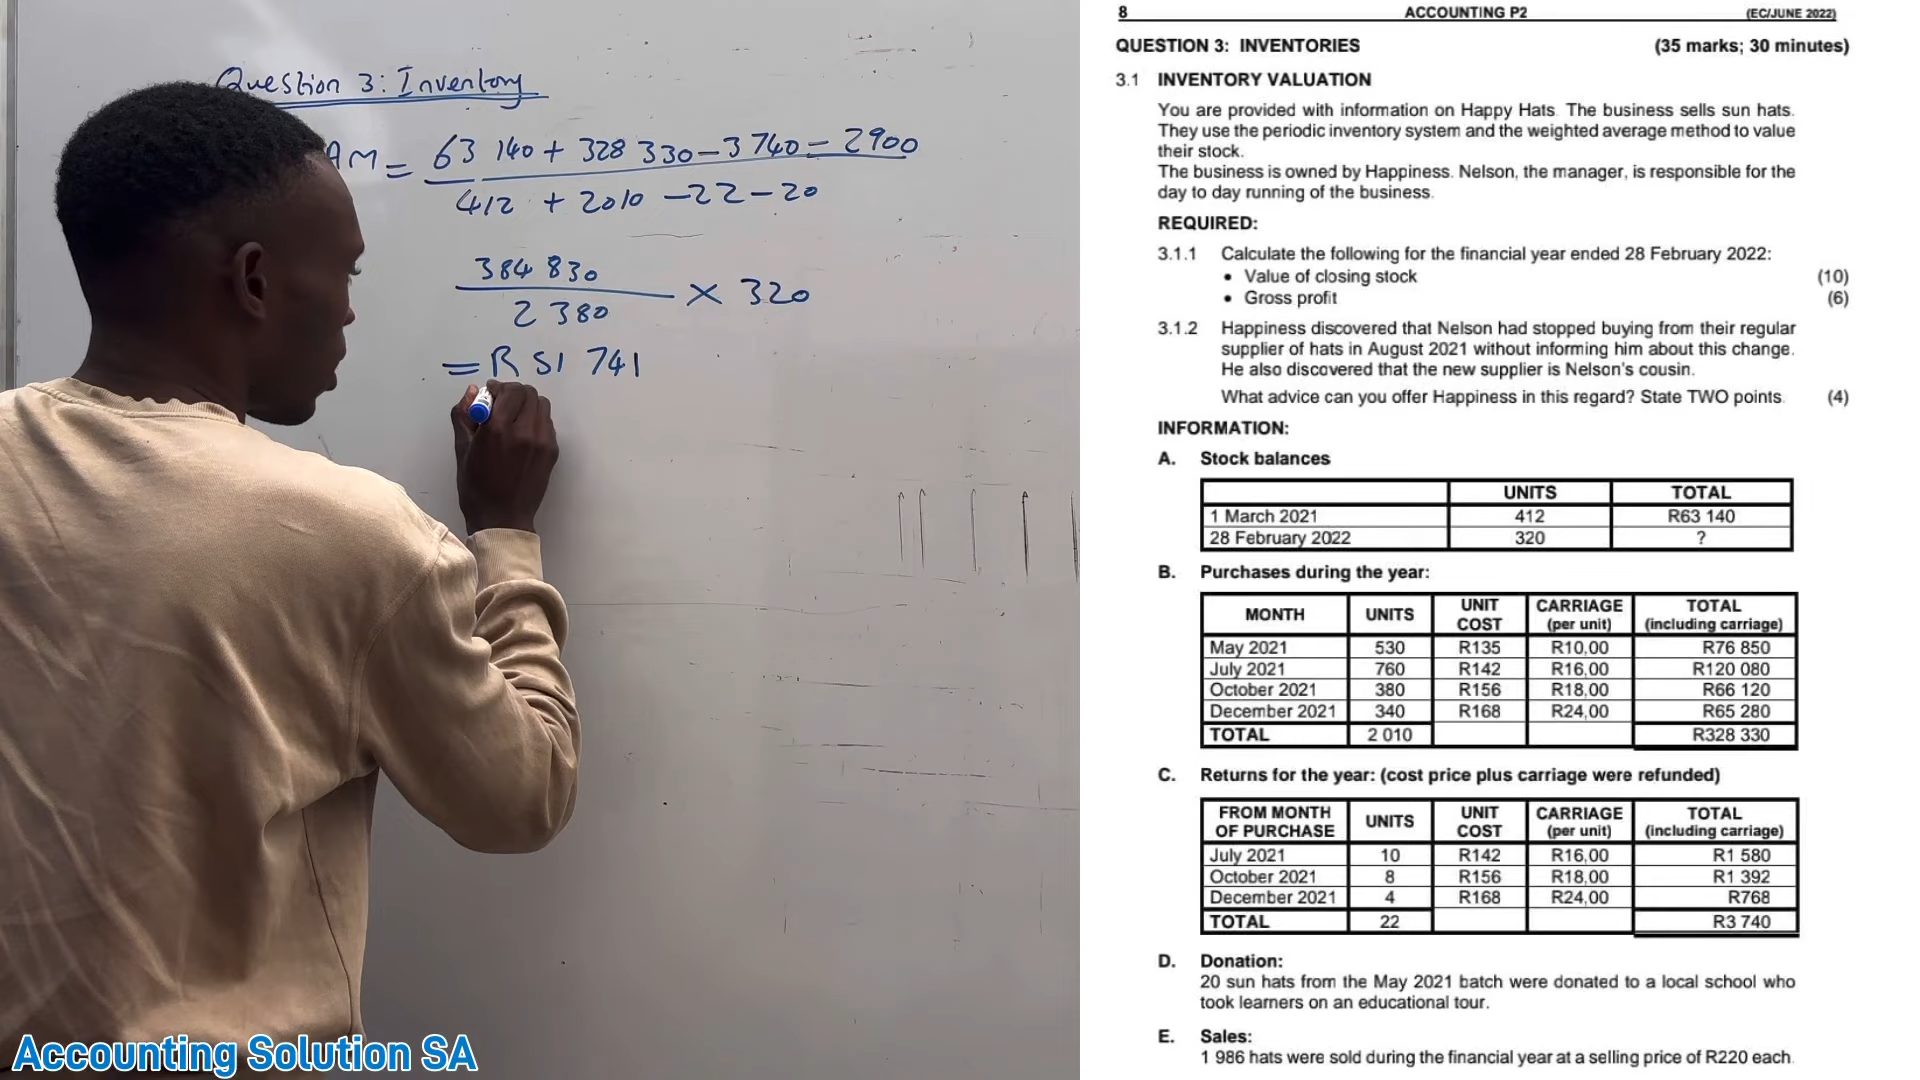 Question 3: Inventory
AM = 63 140 + 328 330 - 3 740 - 2900
412 + 2010 - 22 - 20
384 830
2 380
× 320
= R 51 741
Accounting Solution SA
8 ACCOUNTING P2 (EC/JUNE 2022)
QUESTION 3: INVENTORIES (35 marks; 30 minutes)
3.1 INVENTORY VALUATION
You are provided with information on Happy Hats. The business sells sun hats.
They use the periodic inventory system and the weighted average method to value
their stock.
The business is owned by Happiness. Nelson, the manager, is responsible for the
day to day running of the business.
REQUIRED:
3.1.1 Calculate the following for the financial year ended 28 February 2022:
• Value of closing stock (10)
• Gross profit (6)
3.1.2 Happiness discovered that Nelson had stopped buying from their regular
supplier of hats in August 2021 without informing him about this change.
He also discovered that the new supplier is Nelson's cousin.
What advice can you offer Happiness in this regard? State TWO points. (4)
INFORMATION:
A. Stock balances
UNITS TOTAL
1 March 2021 412 R63 140
28 February 2022 320 ?
B. Purchases during the year:
MONTH UNITS UNIT COST CARRIAGE (per unit) TOTAL (including carriage)
May 2021 530 R135 R10,00 R76 850
July 2021 760 R142 R16,00 R120 080
October 2021 380 R156 R18,00 R66 120
December 2021 340 R168 R24,00 R65 280
TOTAL 2 010 R328 330
C. Returns for the year: (cost price plus carriage were refunded)
FROM MONTH OF PURCHASE UNITS UNIT COST CARRIAGE (per unit) TOTAL (including carriage)
July 2021 10 R142 R16,00 R1 580
October 2021 8 R156 R18,00 R1 392
December 2021 4 R168 R24,00 R768
TOTAL 22 R3 740
D. Donation:
20 sun hats from the May 2021 batch were donated to a local school who
took learners on an educational tour.
E. Sales:
1 986 hats were sold during the financial year at a selling price of R220 each.